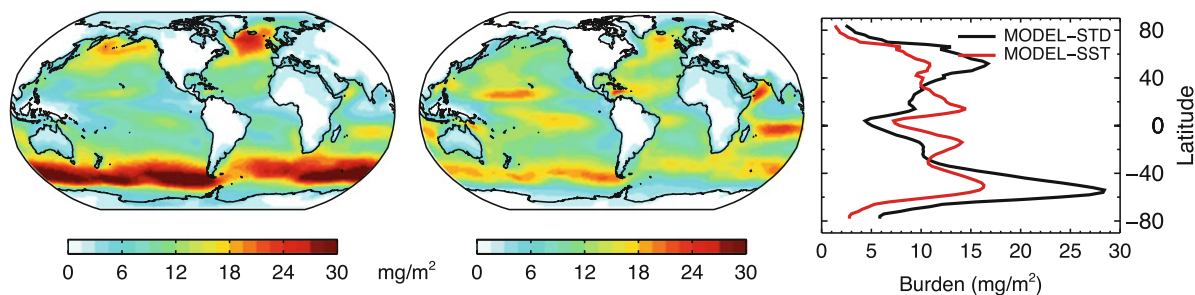 MODEL−STD
MODEL−SST
80
40
0
−40
−80
Latitude
0 5 10 15 20 25 30
Burden (mg/m²)
0 6 12 18 24 30 mg/m²
0 6 12 18 24 30